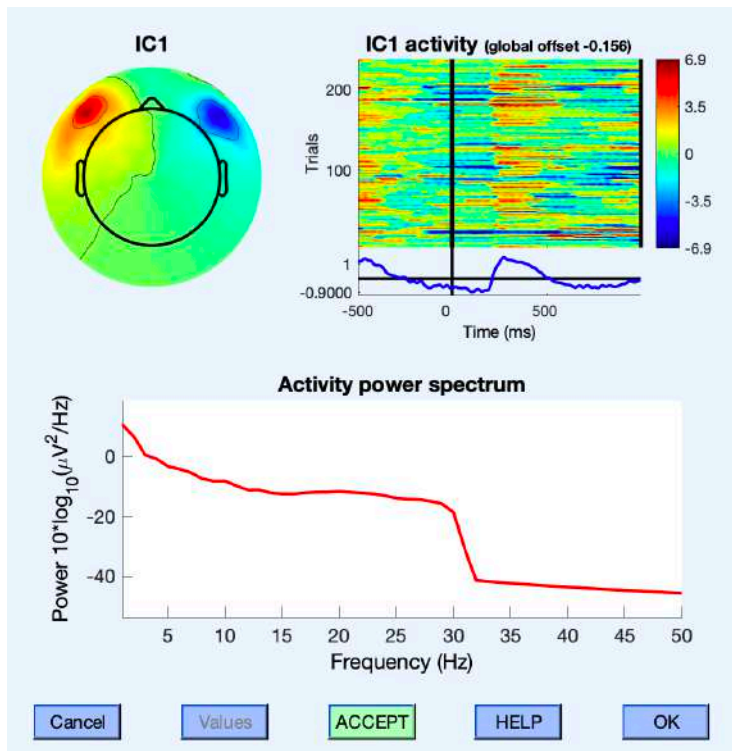 IC1
IC1 activity (global offset -0.156)
Trials
200
100
6.9
3.5
0
-3.5
-6.9
1
-0.9000
-500
0
500
Time (ms)
Activity power spectrum
Power 10*log10(μV2/Hz)
0
-20
-40
5
10
15
20
25
30
35
40
45
50
Frequency (Hz)
Cancel
Values
ACCEPT
HELP
OK